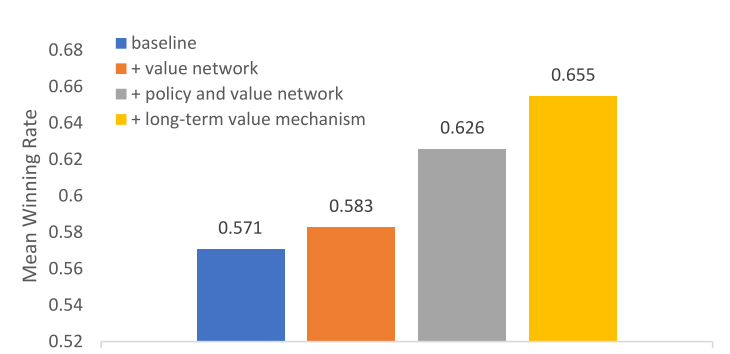 0.68
0.66
0.64
0.62
0.6
0.58
0.56
0.54
0.52
Mean Winning Rate
baseline
+ value network
+ policy and value network
+ long-term value mechanism
0.571
0.583
0.626
0.655